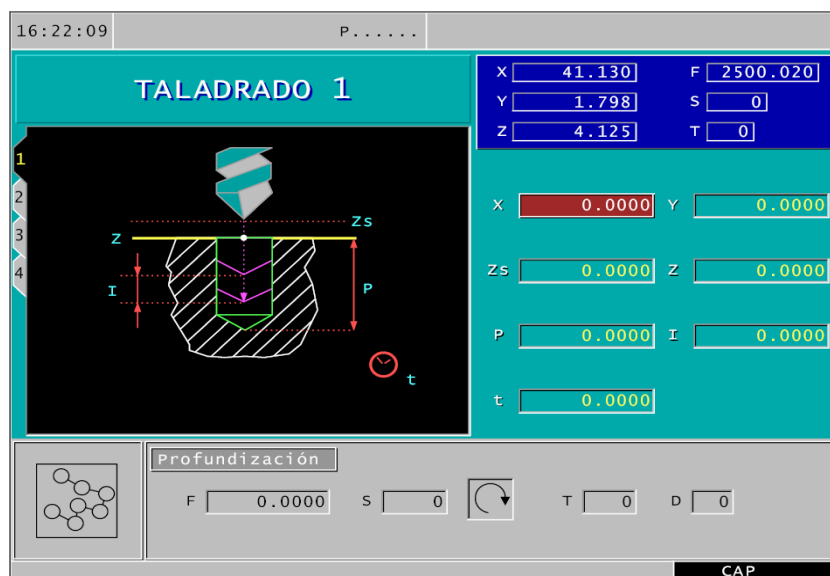 16:22:09
P......
TALADRADO 1
X 41.130 F 2500.020
Y 1.798 S 0
Z 4.125 T 0
1
2
3
4
Zs
Z
I
P
t
X 0.0000 Y 0.0000
Zs 0.0000 Z 0.0000
P 0.0000 I 0.0000
t 0.0000
Profundización
F 0.0000 S 0 T 0 D 0
CAP